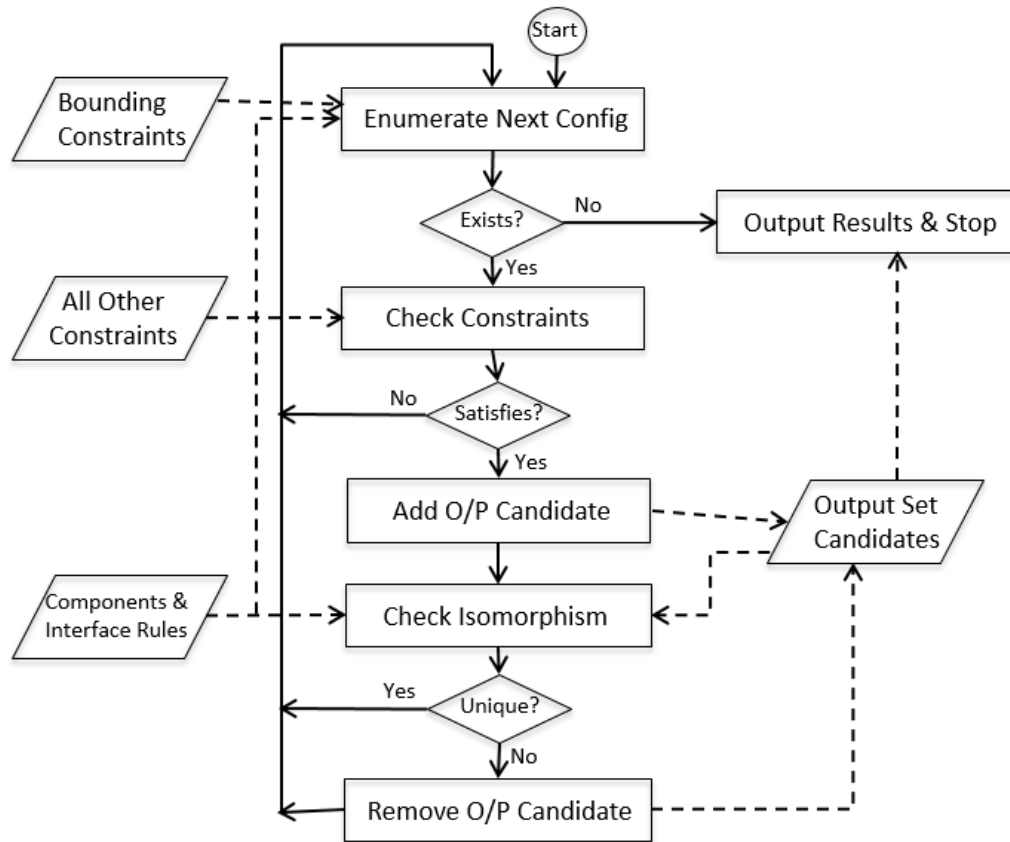 Start
Bounding
Constraints
Enumerate Next Config
Exists?
No
Output Results & Stop
Yes
All Other
Constraints
Check Constraints
No
Satisfies?
Yes
Add O/P Candidate
Output Set
Candidates
Components &
Interface Rules
Check Isomorphism
Yes
Unique?
No
Remove O/P Candidate